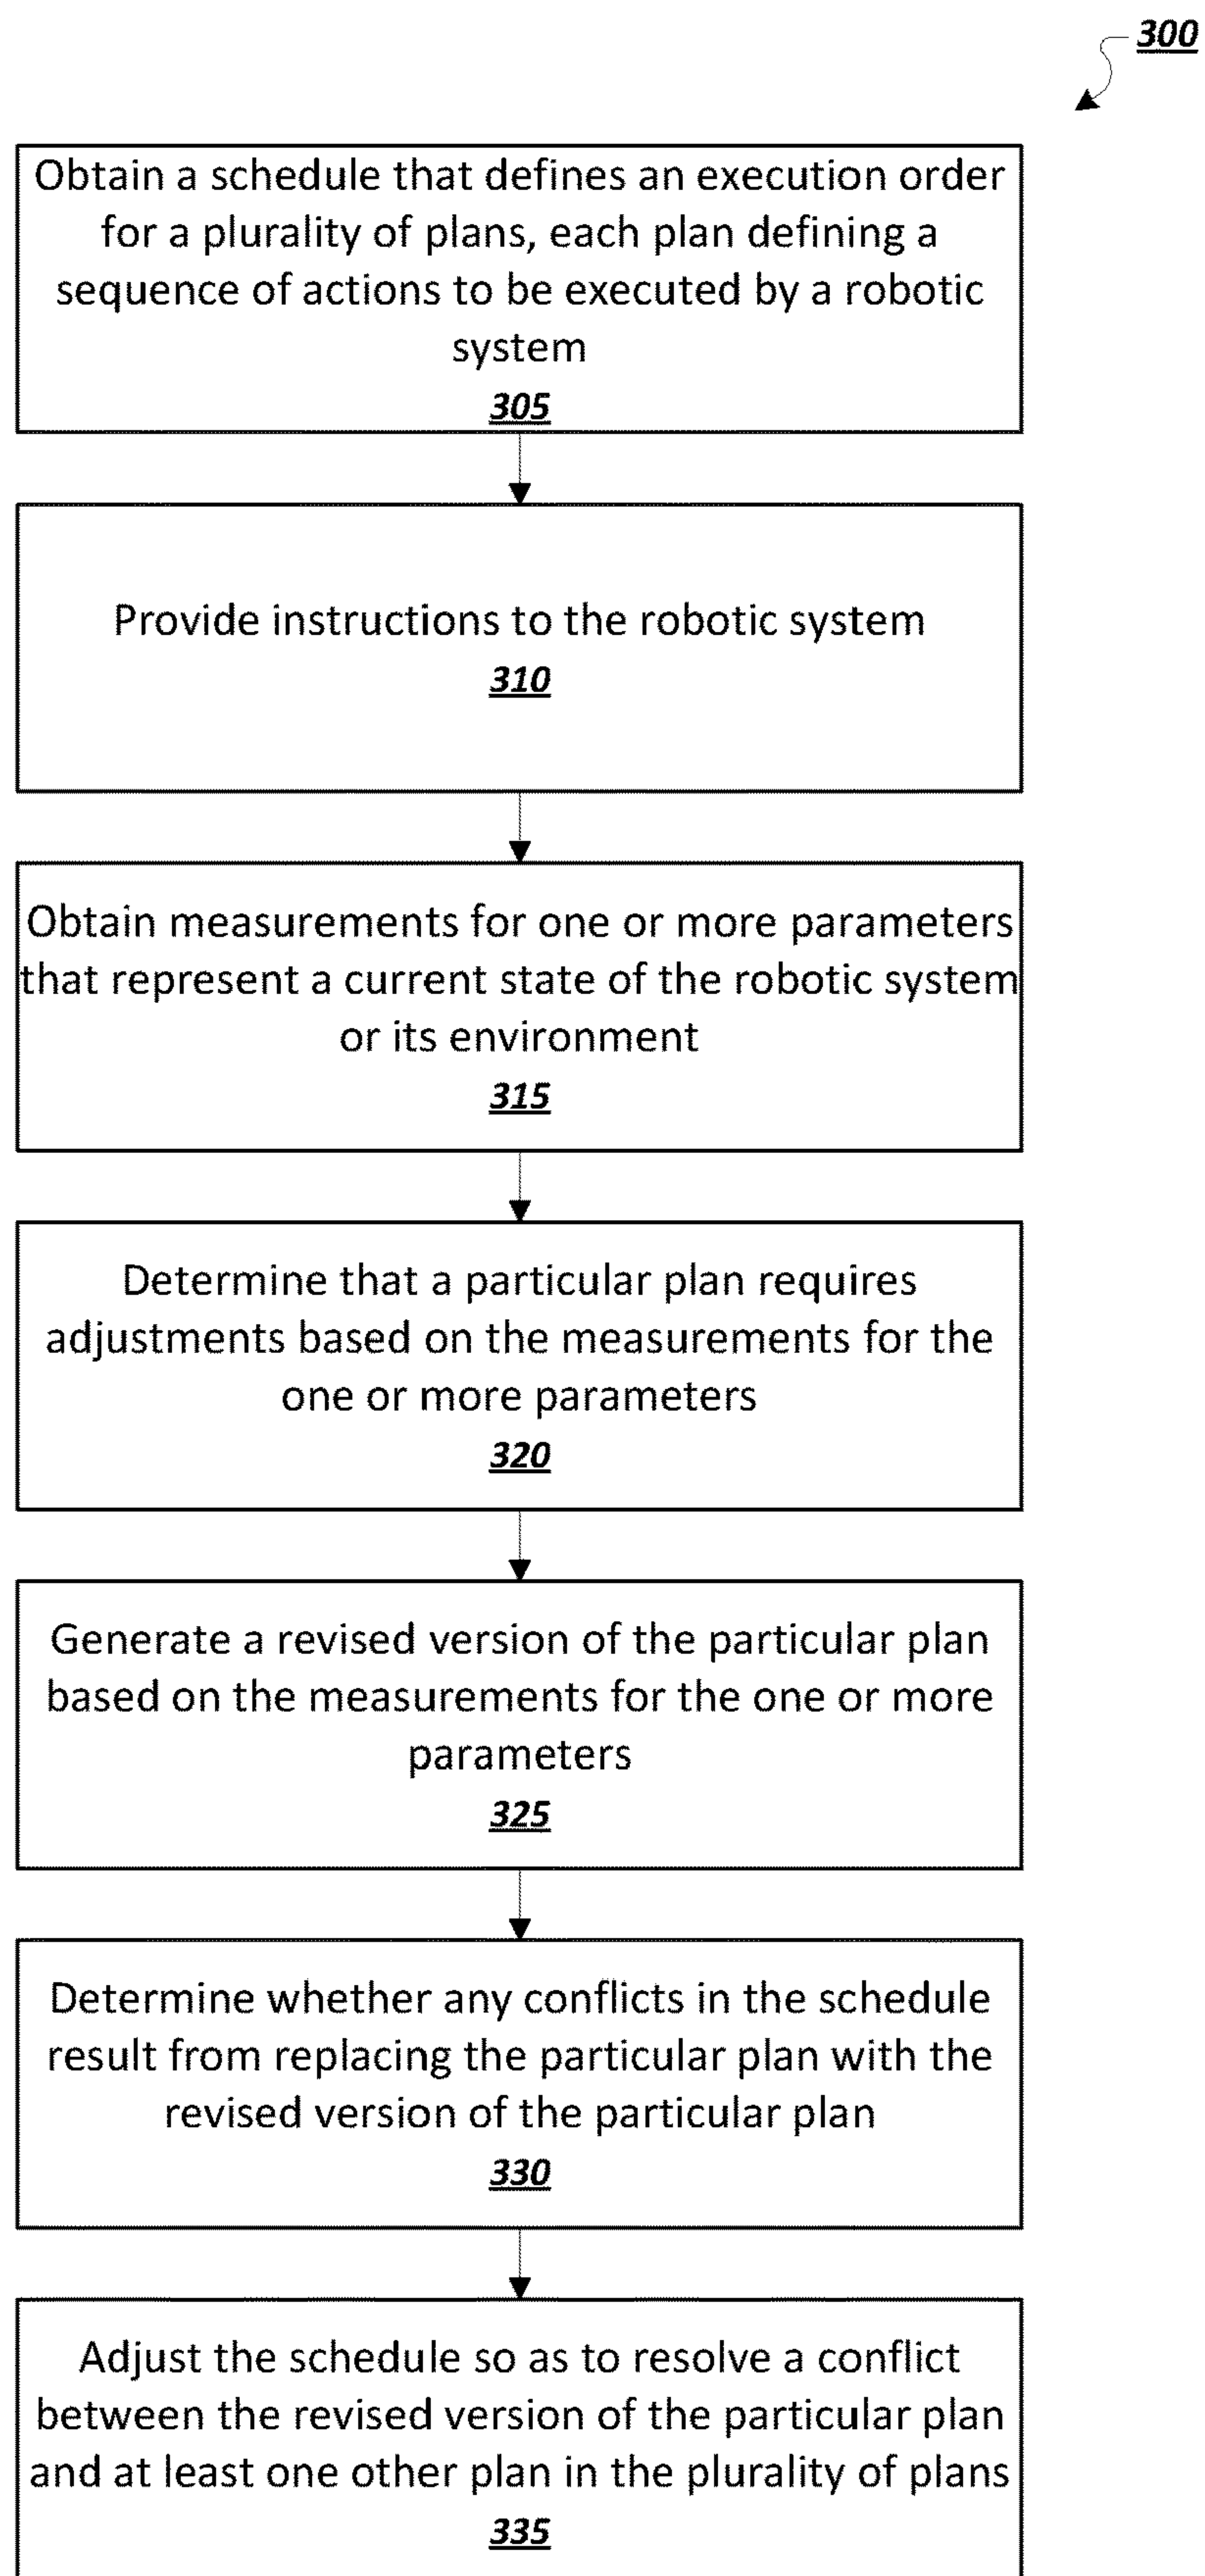 300
Obtain a schedule that defines an execution order
for a plurality of plans, each plan defining a
sequence of actions to be executed by a robotic
system
305
Provide instructions to the robotic system
310
Obtain measurements for one or more parameters
that represent a current state of the robotic system
or its environment
315
Determine that a particular plan requires
adjustments based on the measurements for the
one or more parameters
320
Generate a revised version of the particular plan
based on the measurements for the one or more
parameters
325
Determine whether any conflicts in the schedule
result from replacing the particular plan with the
revised version of the particular plan
330
Adjust the schedule so as to resolve a conflict
between the revised version of the particular plan
and at least one other plan in the plurality of plans
335